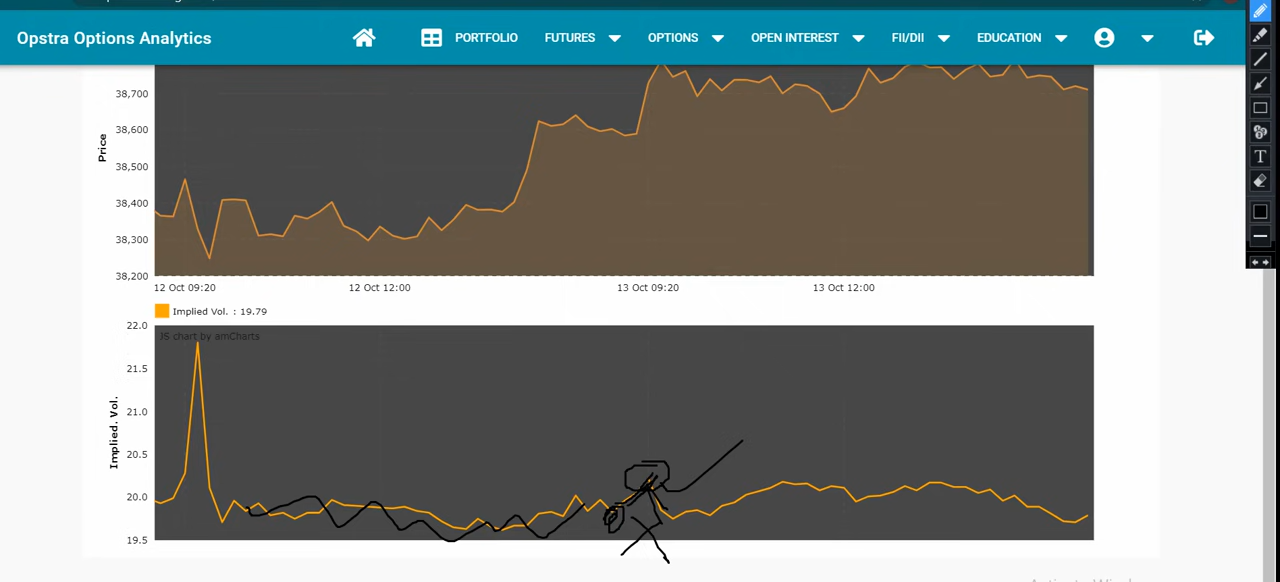 Opstra Options Analytics
PORTFOLIO
FUTURES
OPTIONS
OPEN INTEREST
FII/DII
EDUCATION
T
Price
38,700
38,600
38,500
38,400
38,300
38,200
12 Oct 09:20
12 Oct 12:00
13 Oct 09:20
13 Oct 12:00
Implied Vol. : 19.79
JS chart by amCharts
Implied. Vol.
22.0
21.5
21.0
20.5
20.0
19.5